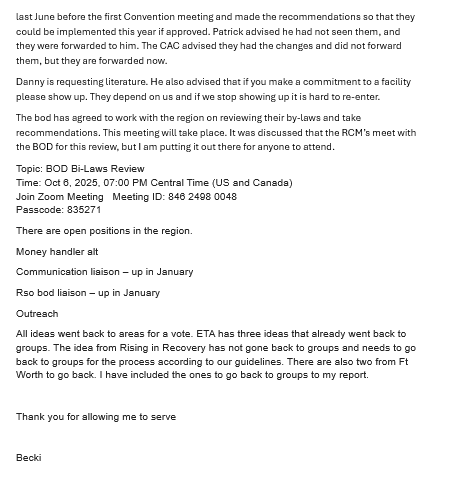 last June before the first Convention meeting and made the recommendations so that they
could be implemented this year if approved. Patrick advised he had not seen them, and
they were forwarded to him. The CAC advised they had the changes and did not forward
them, but they are forwarded now.
Danny is requesting literature. He also advised that if you make a commitment to a facility
please show up. They depend on us and if we stop showing up it is hard to re-enter.
The bod has agreed to work with the region on reviewing their by-laws and take
recommendations. This meeting will take place. It was discussed that the RCM's meet with
the BOD for this review, but I am putting it out there for anyone to attend.
Topic: BOD Bi-Laws Review
Time: Oct 6, 2025, 07:00 PM Central Time (US and Canada)
Join Zoom Meeting   Meeting ID: 846 2498 0048
Passcode: 835271
There are open positions in the region.
Money handler alt
Communication liaison – up in January
Rso bod liaison – up in January
Outreach
All ideas went back to areas for a vote. ETA has three ideas that already went back to
groups. The idea from Rising in Recovery has not gone back to groups and needs to go
back to groups for the process according to our guidelines. There are also two from Ft
Worth to go back. I have included the ones to go back to groups to my report.
Thank you for allowing me to serve
Becki